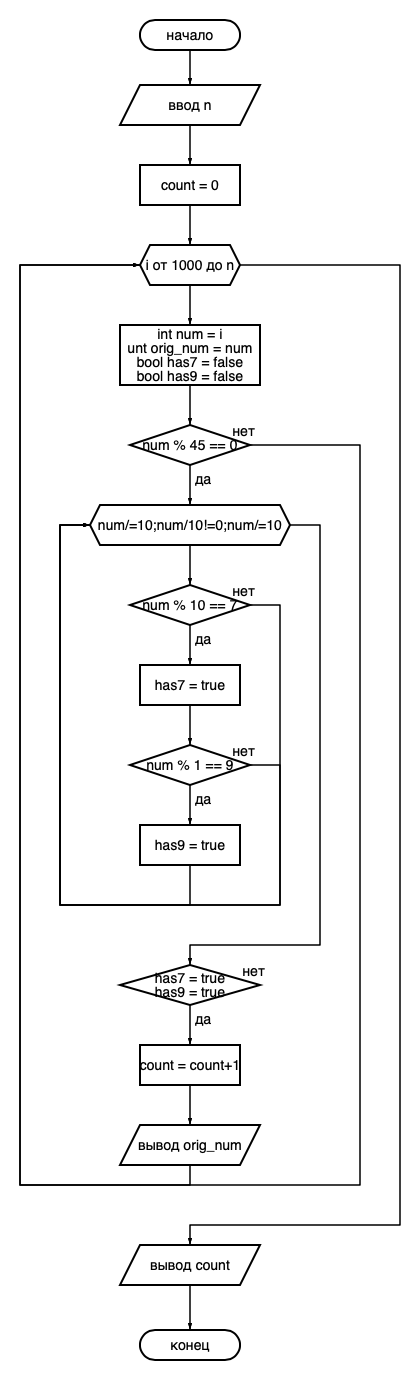 начало
ввод n
count = 0
i от 1000 до n
int num = i
unt orig_num = num
bool has7 = false
bool has9 = false
нет
num % 45 == 0
да
num/=10;num/10!=0;num/=10
нет
num % 10 == 7
да
has7 = true
нет
num % 1 == 9
да
has9 = true
has7 = true
нет
has9 = true
да
count = count+1
вывод orig_num
вывод count
конец